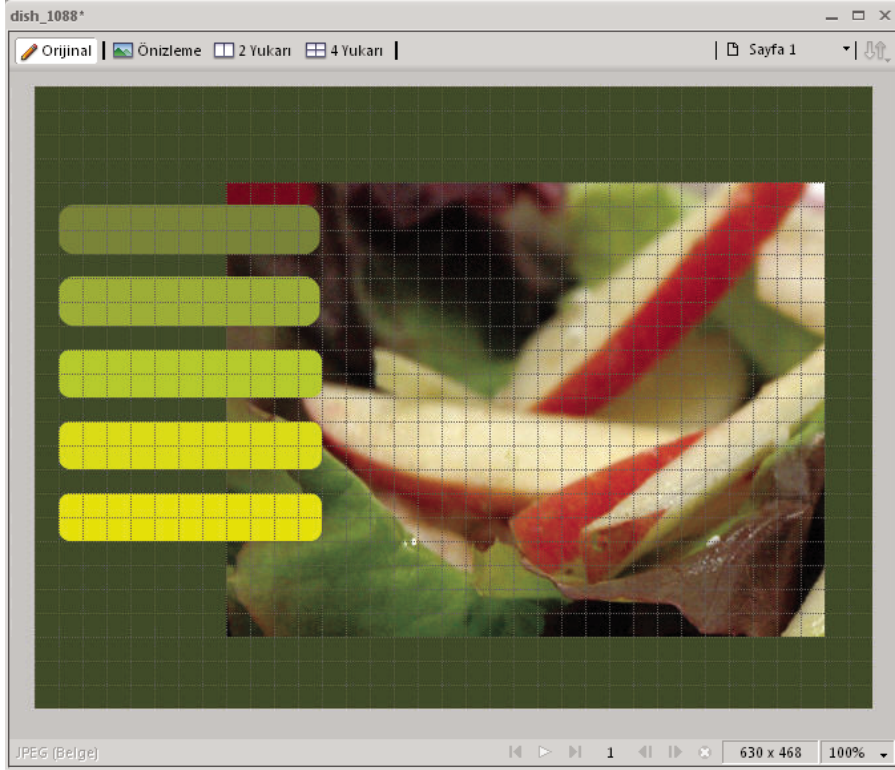 dish_1088*
Orijinal Önizleme 2 Yukarı 4 Yukarı Sayfa 1
JPEG (Belge) 1 630 x 468 100%